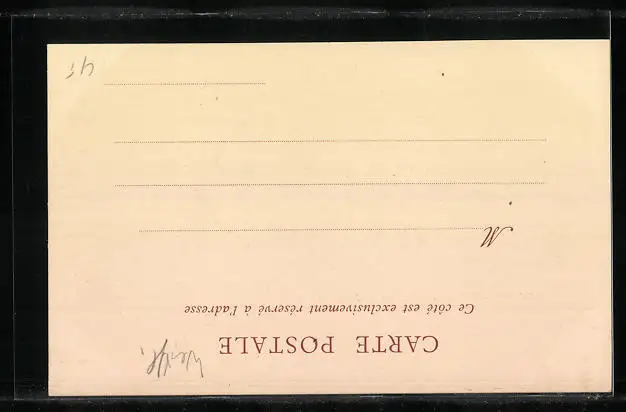 CARTE POSTALE
Ce côté est exclusivement réservé à l'adresse
M